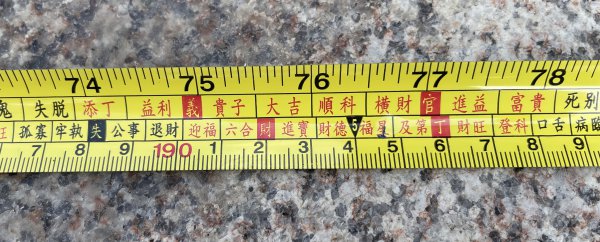 74 75 76 77 78
鬼 失脱 添丁 益利 義 貴子 大吉 順科 橫財 官 進益 富貴 死别
旺 孤寡 牢執 失 公事 退財 迎福 六合 財 進寶 財德 福星 及第 丁 財旺 登科 口舌 病臨
7 8 9 190 1 2 3 4 5 6 7 8 9